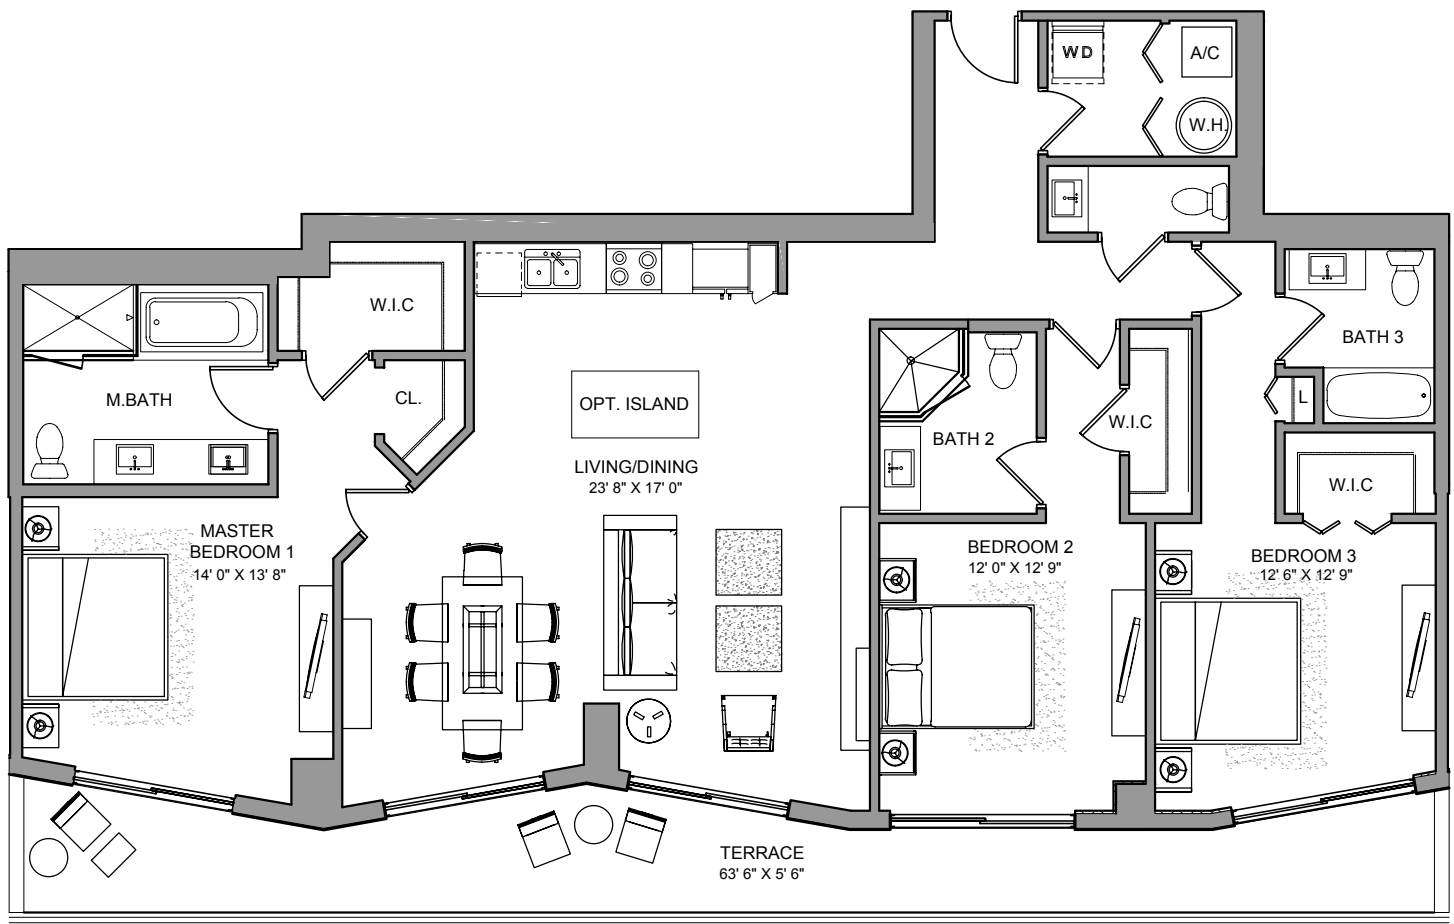 WD
A/C
W.H.
W.I.C
M.BATH
CL.
OPT. ISLAND
LIVING/DINING
23' 8" X 17' 0"
BATH 2
W.I.C
BATH 3
L
W.I.C
MASTER
BEDROOM 1
14' 0" X 13' 8"
BEDROOM 2
12' 0" X 12' 9"
BEDROOM 3
12' 6" X 12' 9"
TERRACE
63' 6" X 5' 6"